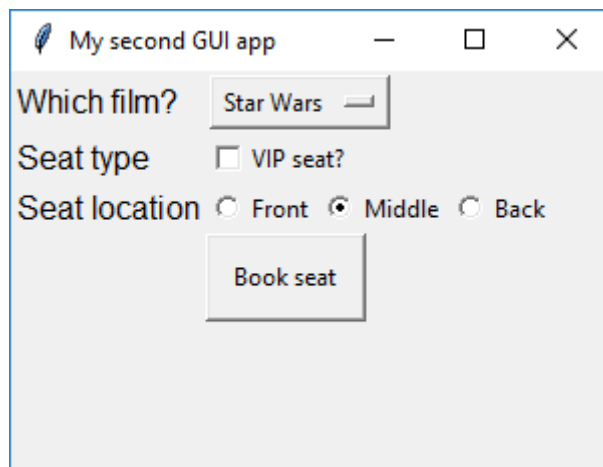 My second GUI app
Which film? Star Wars
Seat type VIP seat?
Seat location Front Middle Back
Book seat